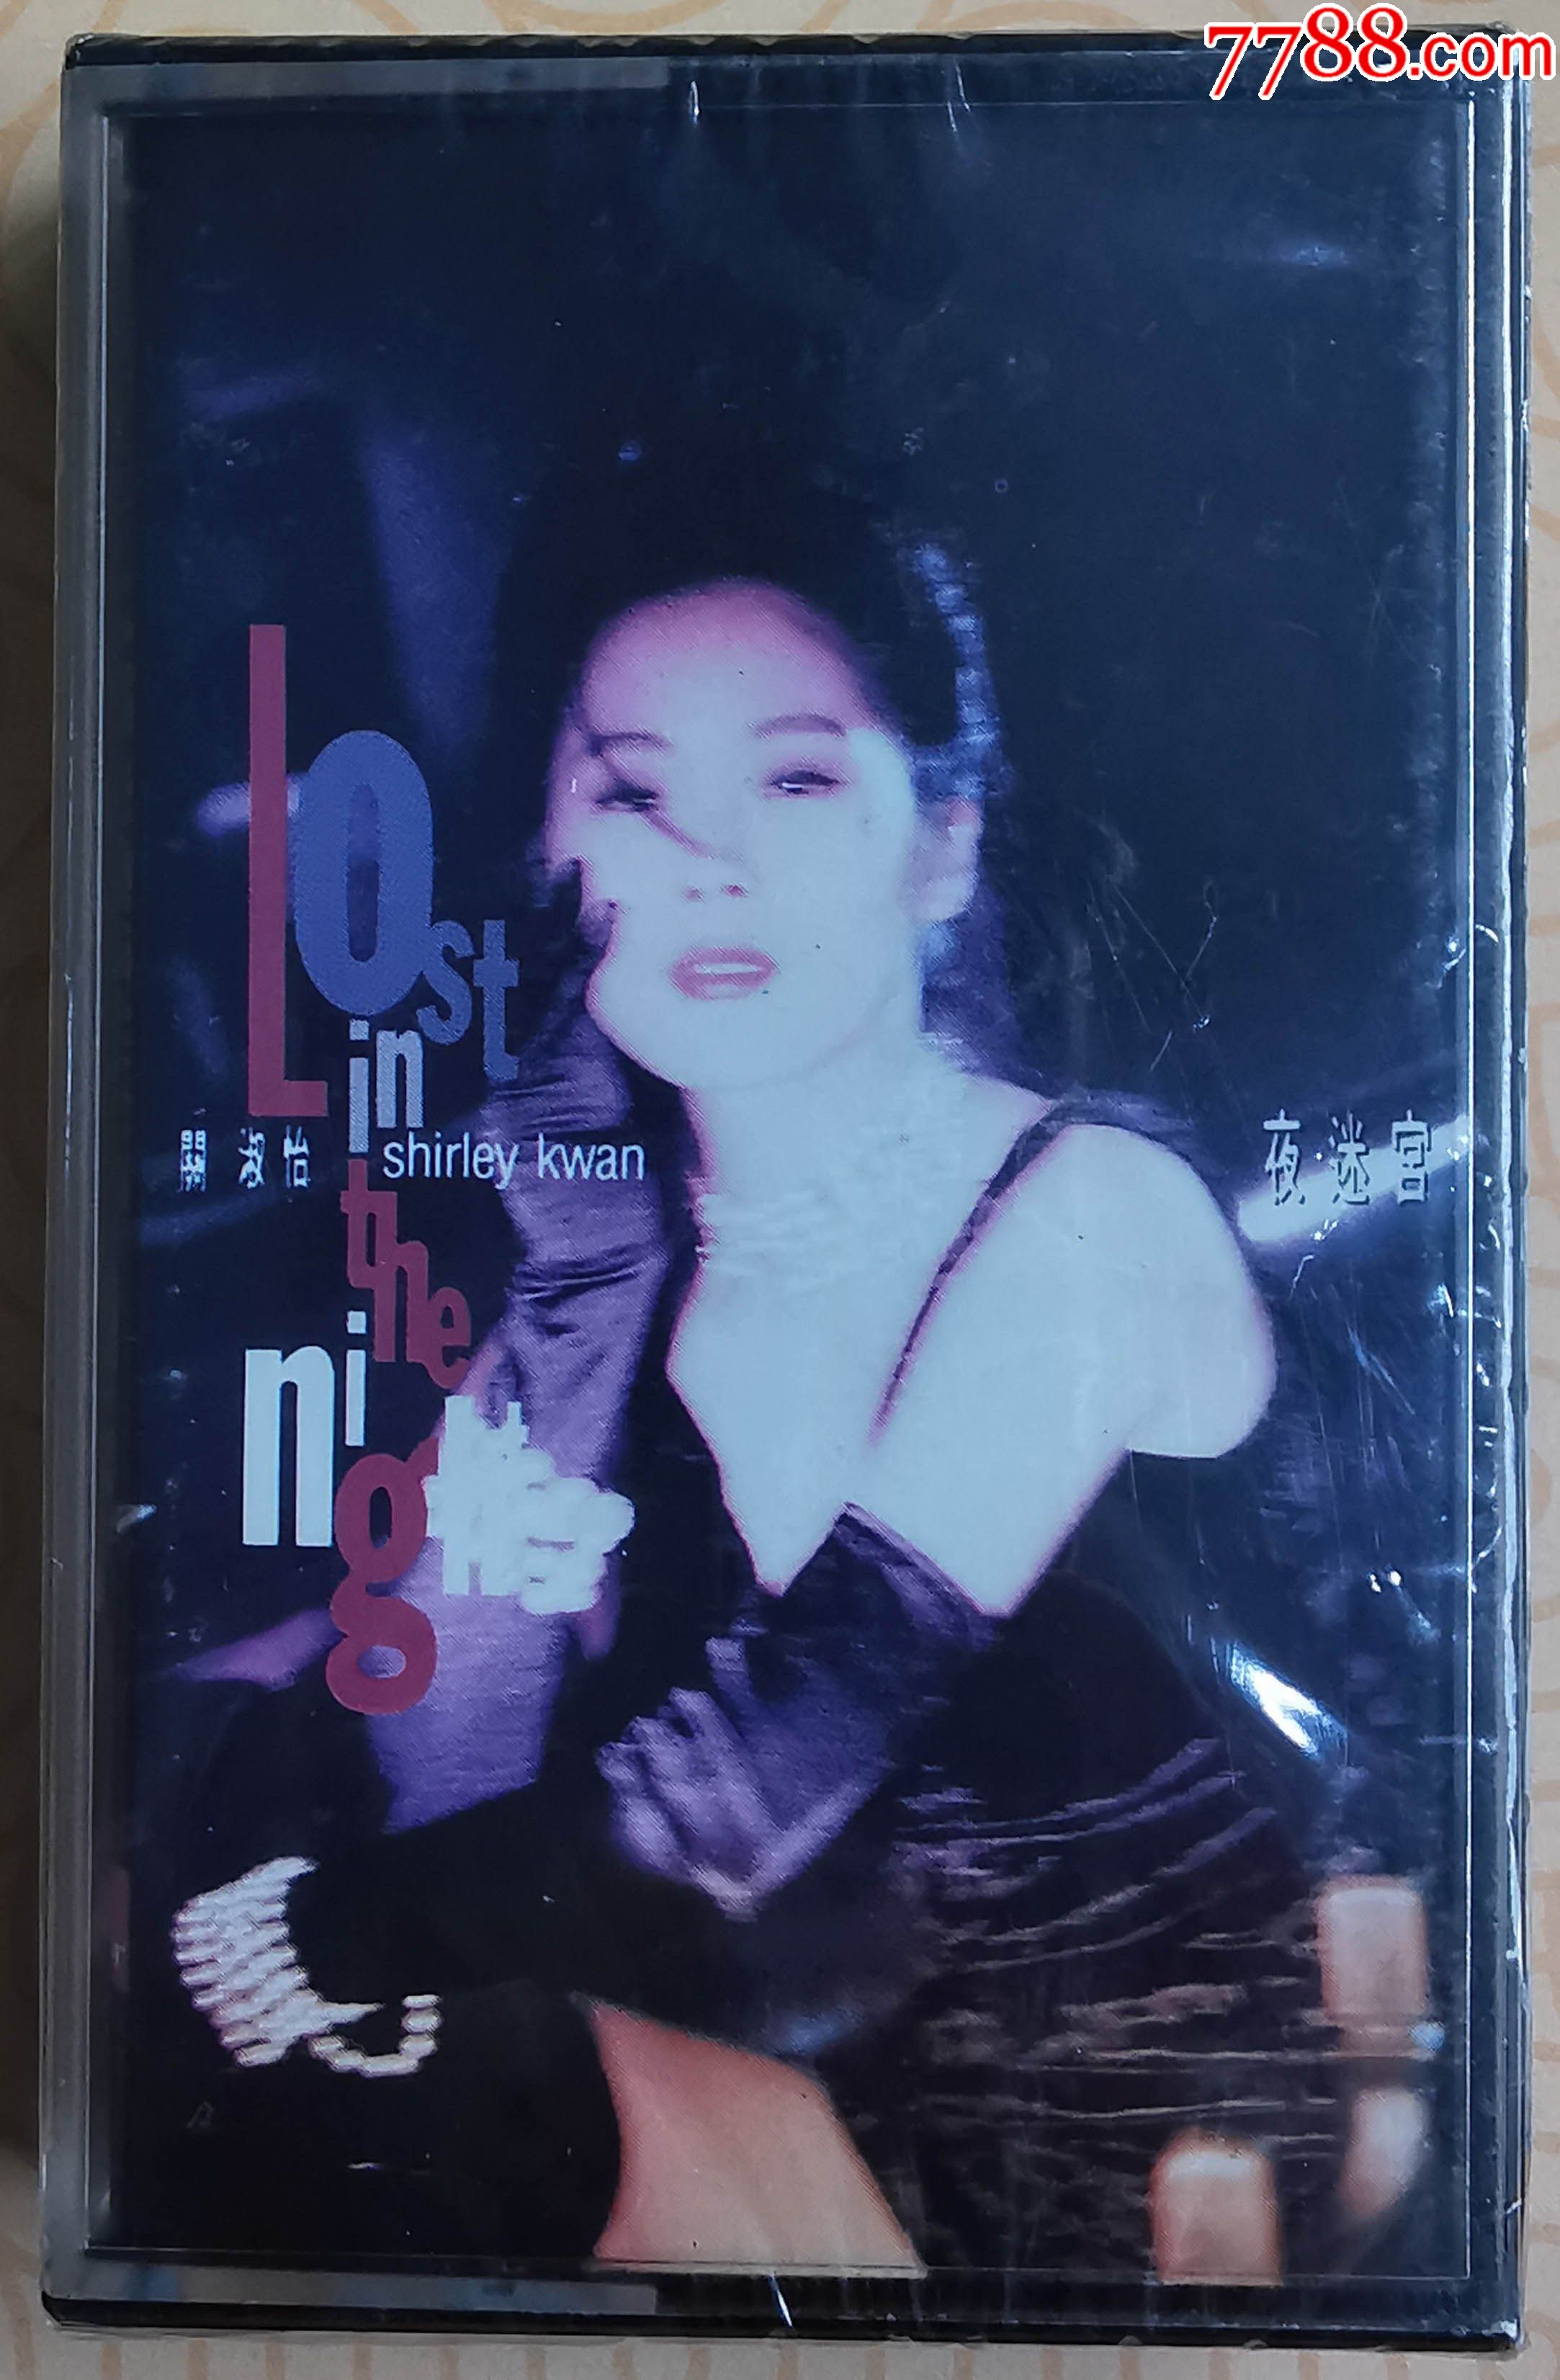 7788.com
Lost
in
關淑怡 shirley kwan
夜迷宮
the
night